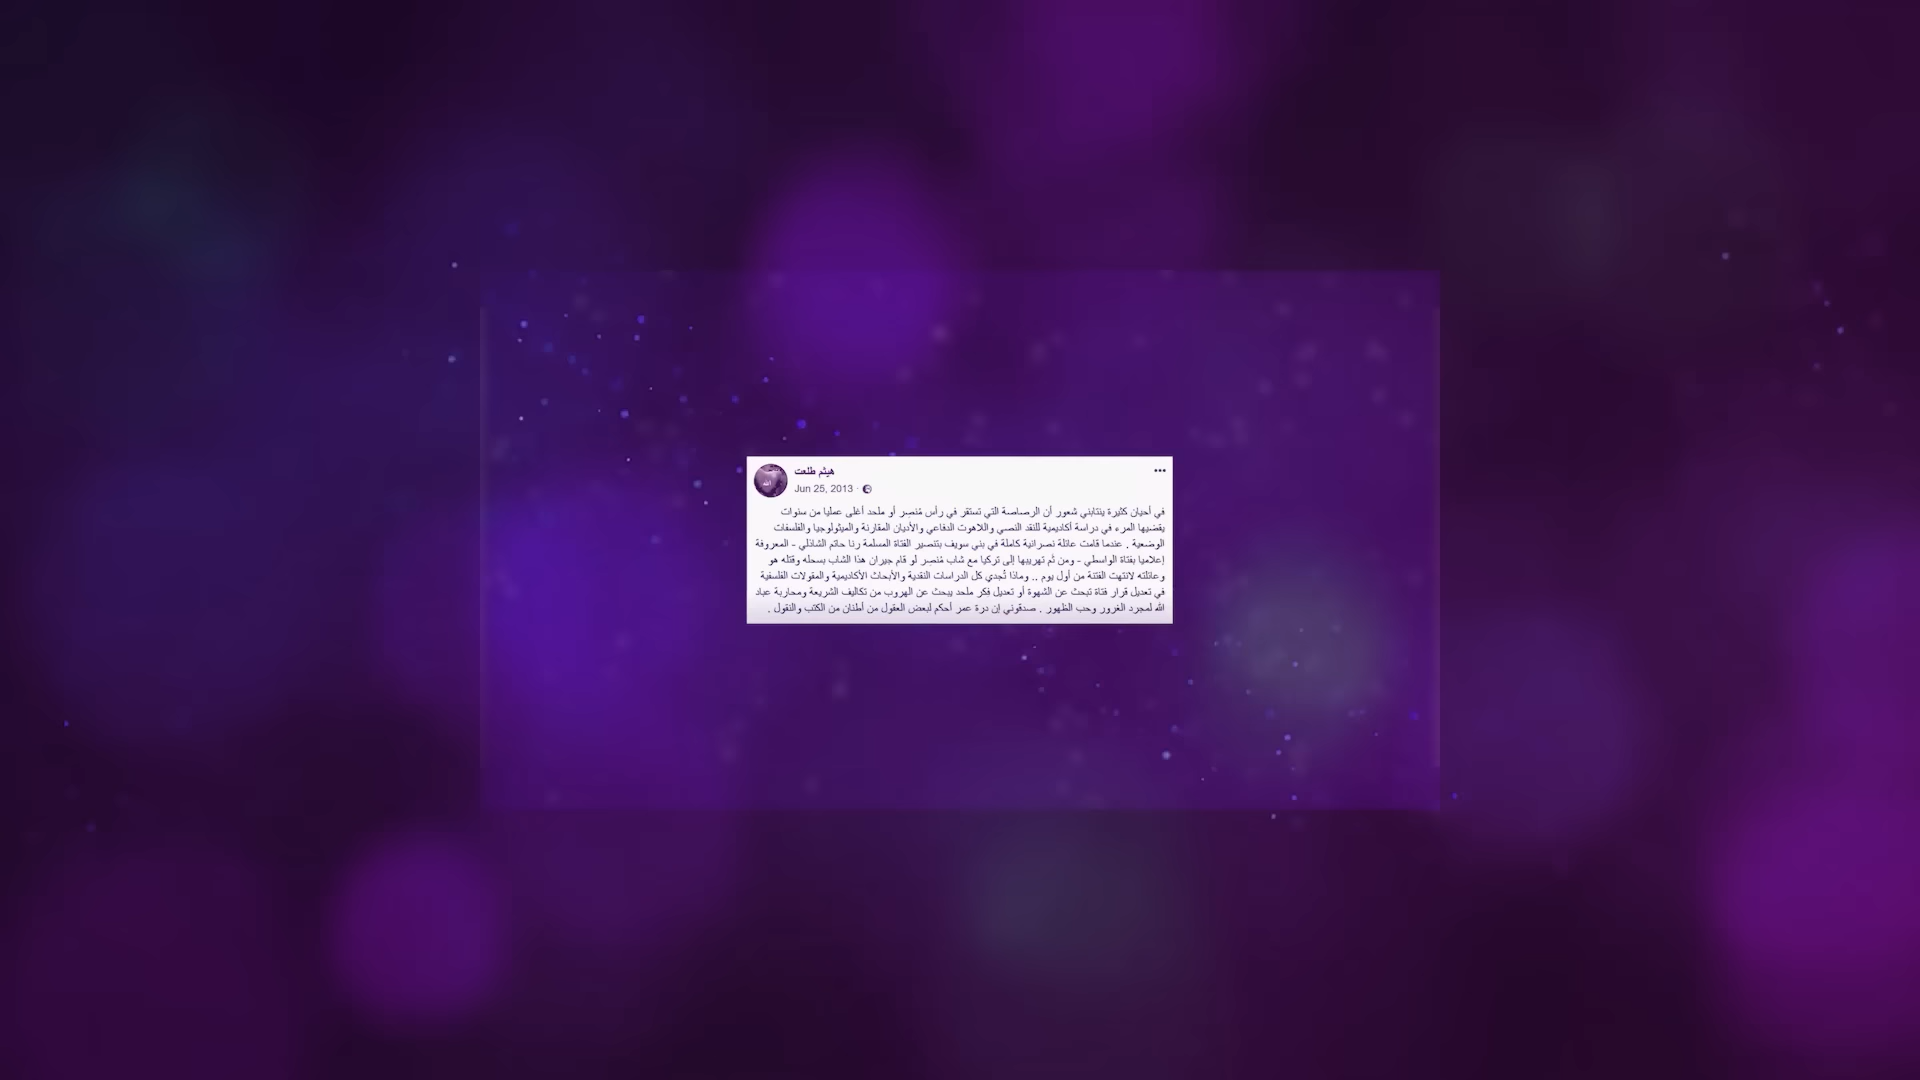 هيثم طلعت
Jun 25, 2013
في أحيان كثيرة ينتابني شعور أن الرصاصة التي تستقر في رأس مُنصِر أو ملحد أغلى عمليا من سنوات
يقضيها المرء في دراسة أكاديمية للنقد النصي واللاهوت الدفاعي والأديان المقارنة والميثولوجيا والفلسفات
الوضعية . عندما قامت عائلة نصرانية كاملة في بني سويف بتنصير الفتاة المسلمة رنا حاتم الشاذلي - المعروفة
إعلاميا بفتاة الواسطي - ومن ثَم تهريبها إلى تركيا مع شاب مُنصر لو قام جيران هذا الشاب بسحله وقتله هو
وعائلته لانتهت الفتنة من أول يوم .. وماذا تُجدي كل الدراسات النقدية والأبحاث الأكاديمية والمقولات الفلسفية
في تعديل قرار فتاة تبحث عن الشهوة أو تعديل فِكر ملحد يبحث عن الهروب من تكاليف الشريعة ومحاربة عباد
الله لمجرد الغرور وحب الظهور . صدقوني إن درة عمر أحكم لبعض العقول من أطنان من الكتب والنقول .